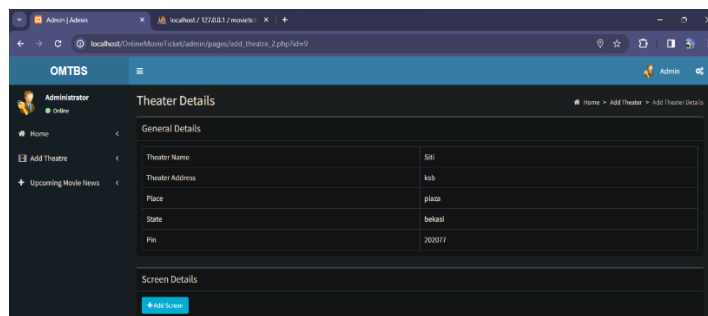 Admin | Admin
localhost / 127.0.0.1 / movietic
localhost/OnlineMovieTicket/admin/pages/add_theatre_2.php?id=9
OMTBS
Admin
Administrator
Online
Theater Details
Home > Add Theater > Add Theater Details
Home
General Details
Add Theatre
Theater Name Siti
Theater Address ksb
Upcoming Movie News
Place plaza
State bekasi
Pin 202077
Screen Details
Add Screen